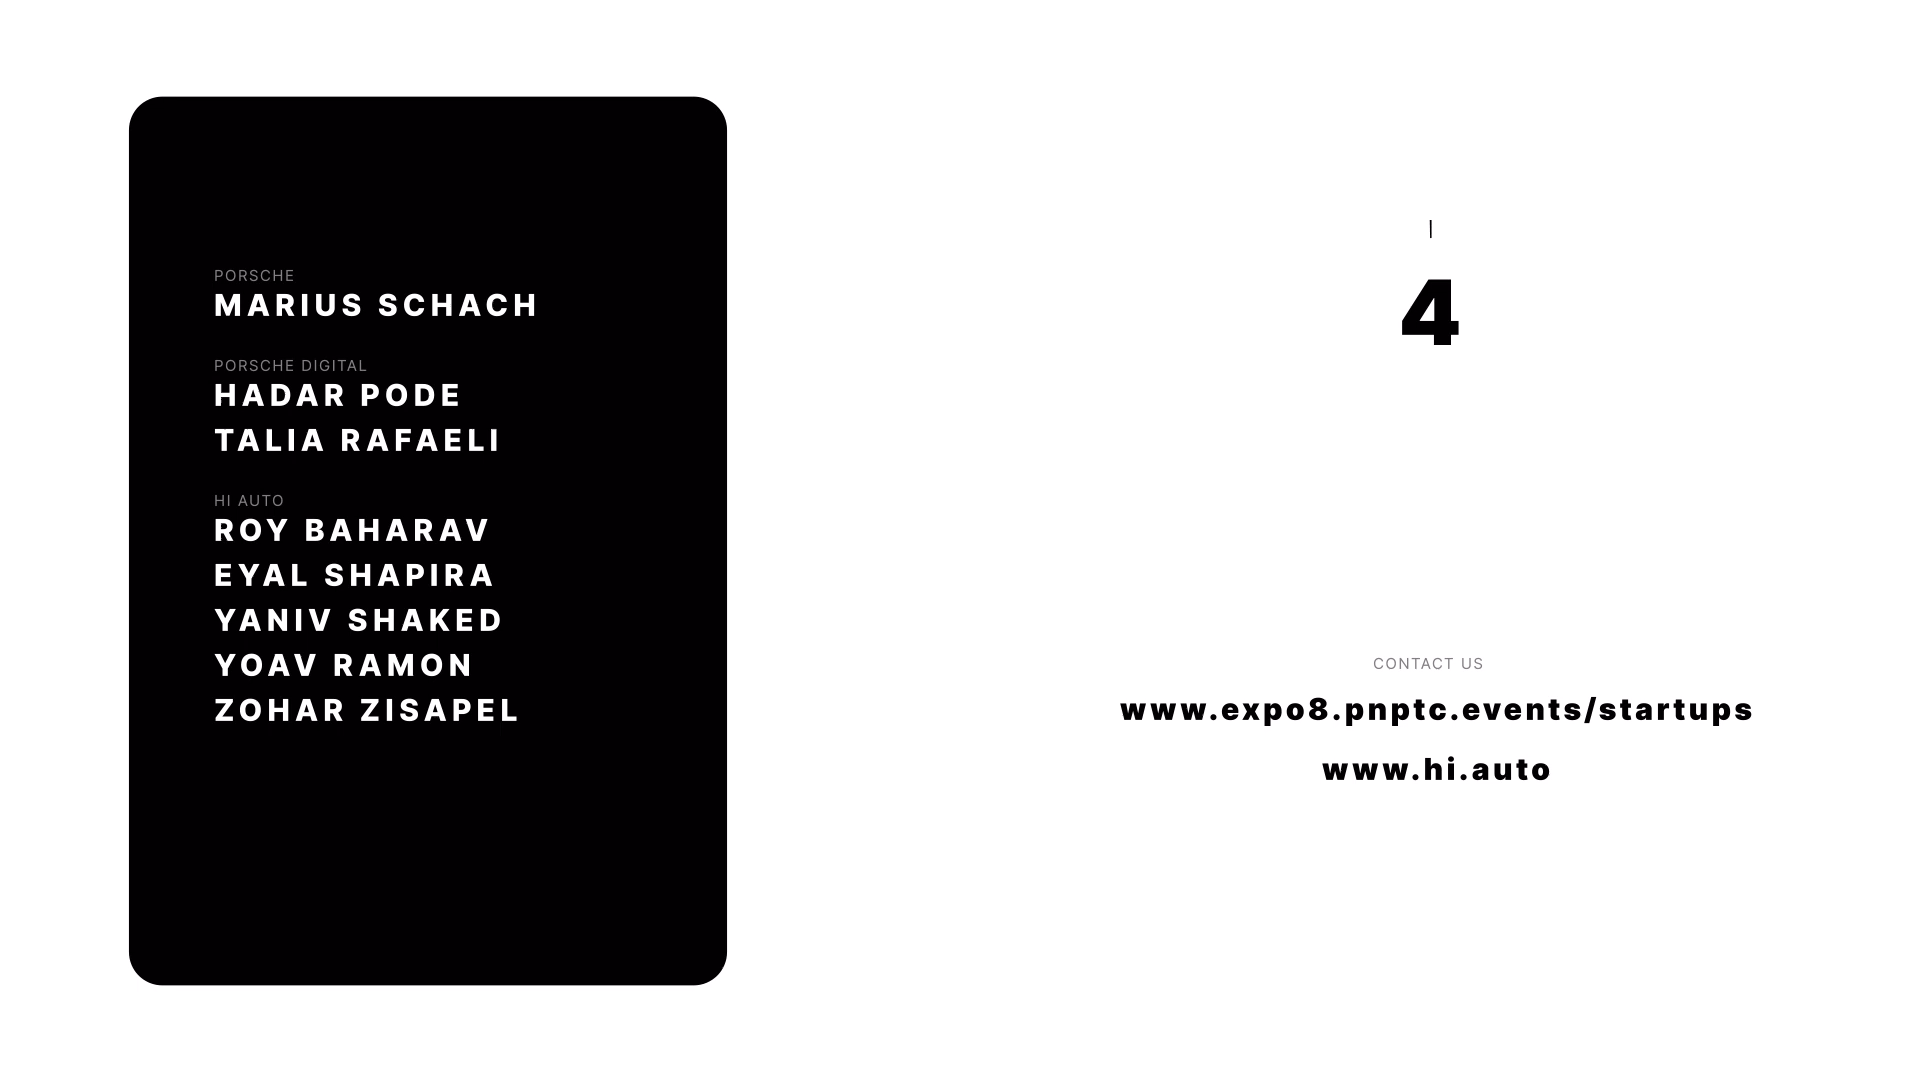 PORSCHE
MARIUS SCHACH
PORSCHE DIGITAL
HADAR PODE
TALIA RAFAELI
HI AUTO
ROY BAHARAV
EYAL SHAPIRA
YANIV SHAKED
YOAV RAMON
ZOHAR ZISAPEL
|
4
CONTACT US
www.expo8.pnptc.events/startups
www.hi.auto